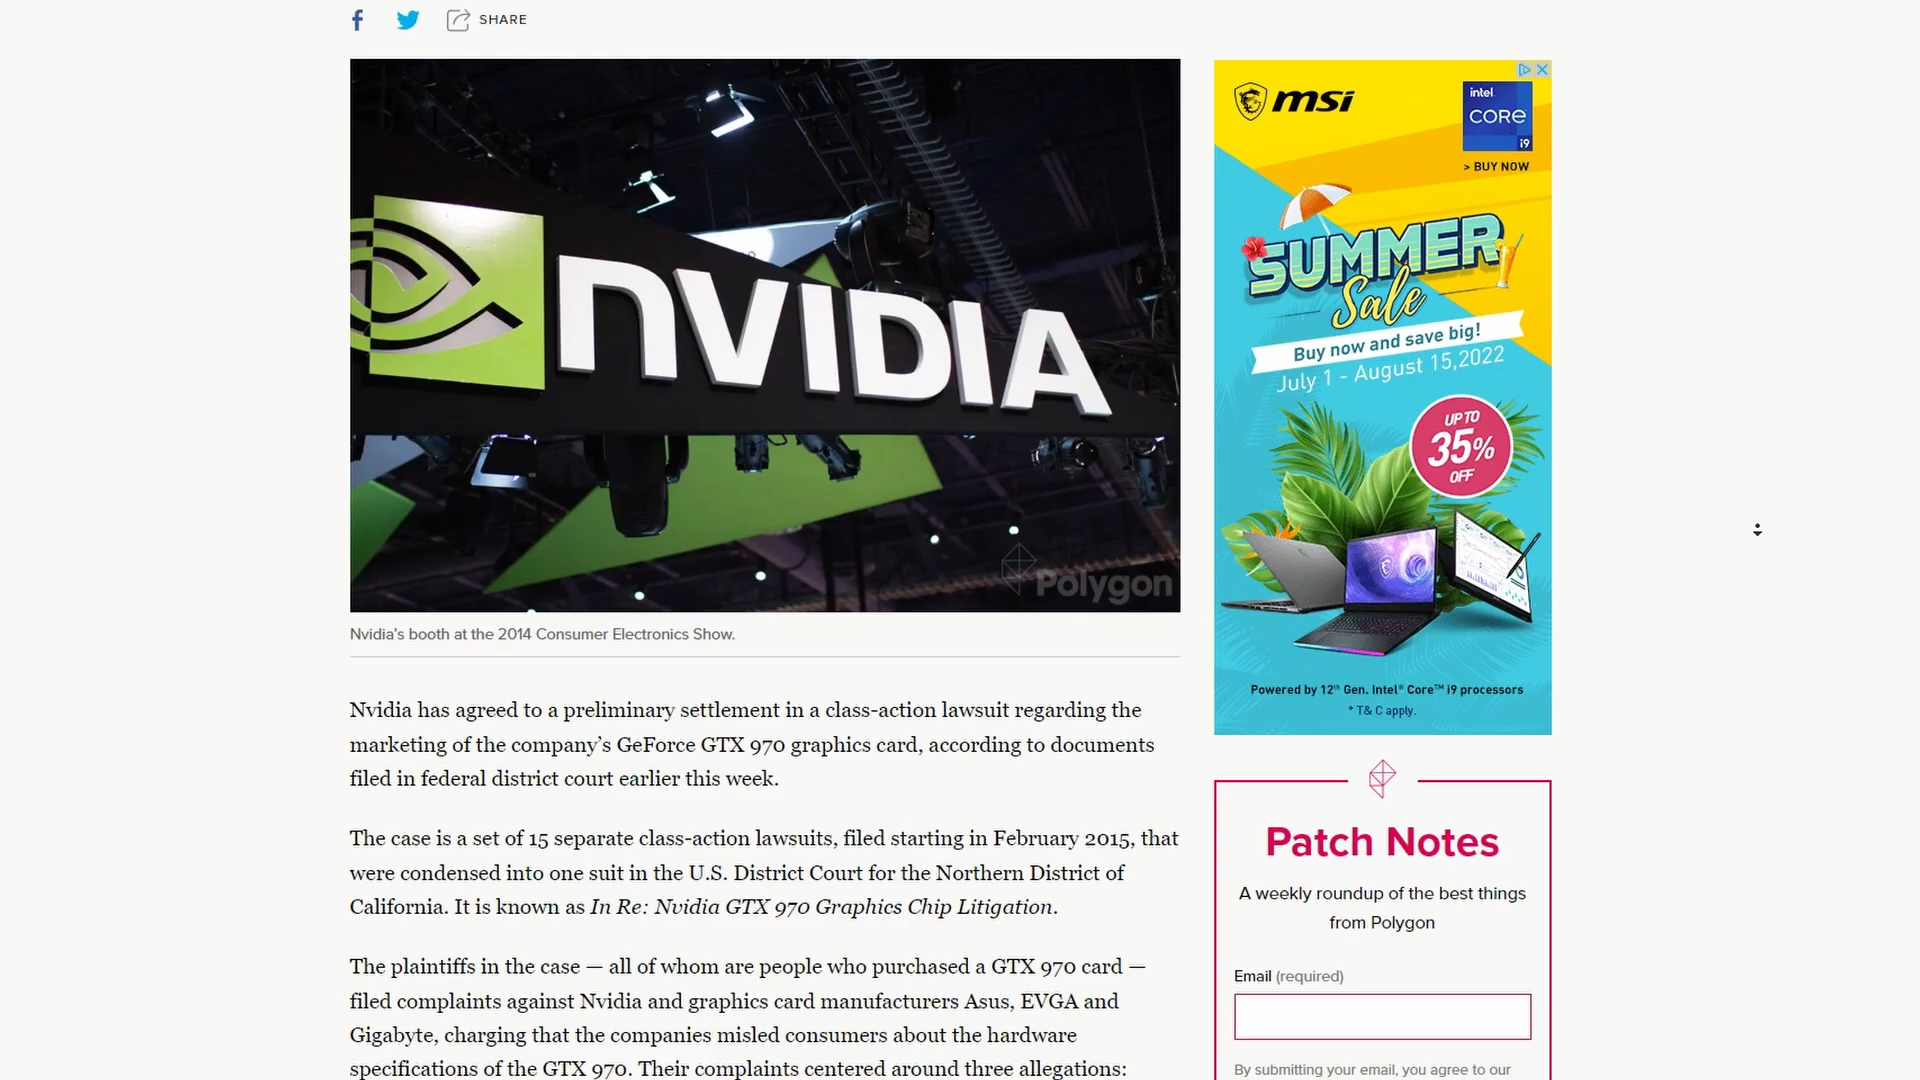 SHARE
nVIDIA
Polygon
Nvidia's booth at the 2014 Consumer Electronics Show.
Nvidia has agreed to a preliminary settlement in a class-action lawsuit regarding the
marketing of the company’s GeForce GTX 970 graphics card, according to documents
filed in federal district court earlier this week.
The case is a set of 15 separate class-action lawsuits, filed starting in February 2015, that
were condensed into one suit in the U.S. District Court for the Northern District of
California. It is known as In Re: Nvidia GTX 970 Graphics Chip Litigation.
The plaintiffs in the case — all of whom are people who purchased a GTX 970 card —
filed complaints against Nvidia and graphics card manufacturers Asus, EVGA and
Gigabyte, charging that the companies misled consumers about the hardware
specifications of the GTX 970. Their complaints centered around three allegations:
msi
intel
CORE
i9
> BUY NOW
SUMMER
Sale
Buy now and save big!
July 1 - August 15,2022
UP TO
35%
OFF
Powered by 12th Gen. Intel® Core™ i9 processors
* T& C apply.
Patch Notes
A weekly roundup of the best things
from Polygon
Email (required)
By submitting your email, you agree to our